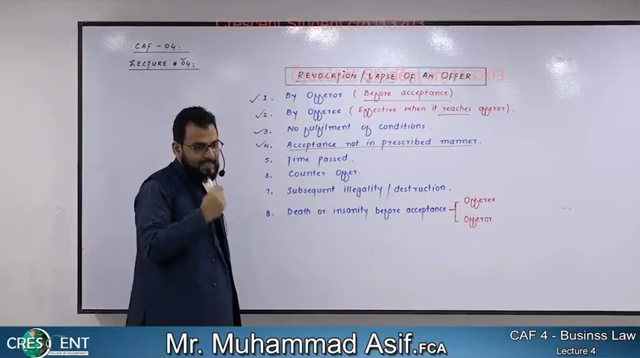 Crescent Student cm113203
CAF - 04:
LECTURE # 04:
REVOCATION / LAPSE OF AN OFFER
✓ 1. By Offeror ( Before acceptance ).
✓ 2. By Offeree ( Effective when it reaches offeror ).
✓ 3. No fulfilment of conditions.
✓ 4. Acceptance not in prescribed manner.
5. Time passed.
6. Counter Offer.
7. Subsequent illegality / destruction.
8. Death or insanity before acceptance
Offeree
Offeror
CRESCENT
Mr. Muhammad Asif.FCA
CAF 4 - Businss Law
Lecture 4